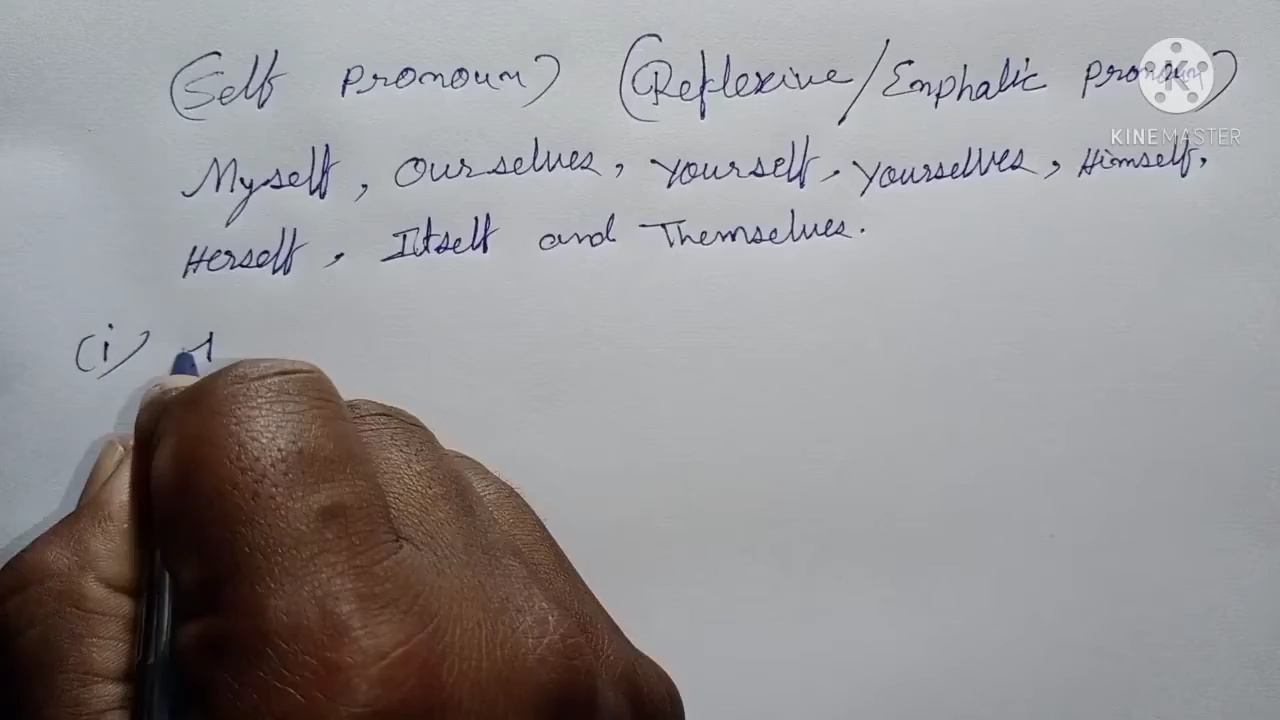 (Self Pronoun) (Reflexive/Emphatic Pronoun)
Myself, Ourselves, Yourself, Yourselves, Himself,
Herself, Itself and Themselves.
(i)
KINEMASTER